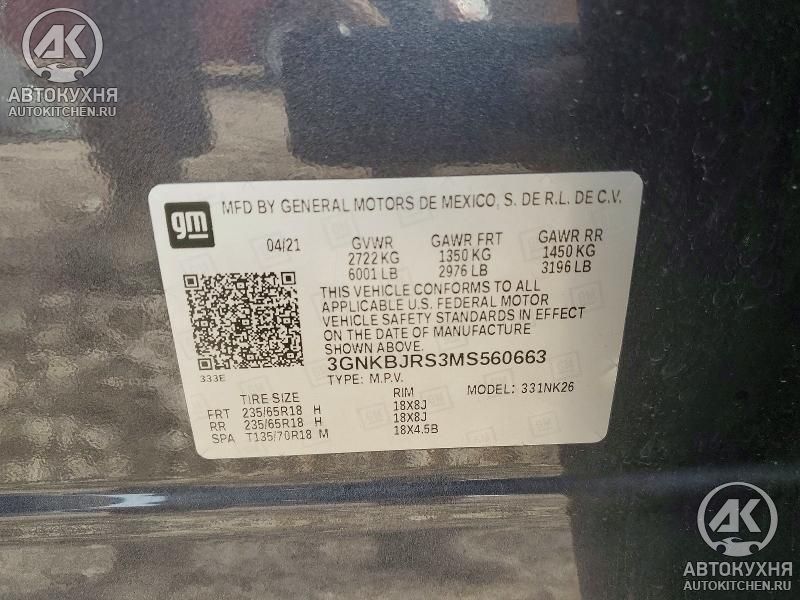 AK
АВТОКУХНЯ
AUTOKITCHEN.RU
gm
MFD BY GENERAL MOTORS DE MEXICO, S. DE R.L. DE C.V.
04/21 GVWR GAWR FRT GAWR RR
2722 KG 1350 KG 1450 KG
6001 LB 2976 LB 3196 LB
THIS VEHICLE CONFORMS TO ALL
APPLICABLE U.S. FEDERAL MOTOR
VEHICLE SAFETY STANDARDS IN EFFECT
ON THE DATE OF MANUFACTURE
SHOWN ABOVE.
333E
3GNKBJRS3MS560663
TYPE: M.P.V. MODEL: 331NK26
TIRE SIZE RIM
FRT 235/65R18 H 18X8J
RR 235/65R18 H 18X8J
SPA T135/70R18 M 18X4.5B
AK
АВТОКУХНЯ
AUTOKITCHEN.RU